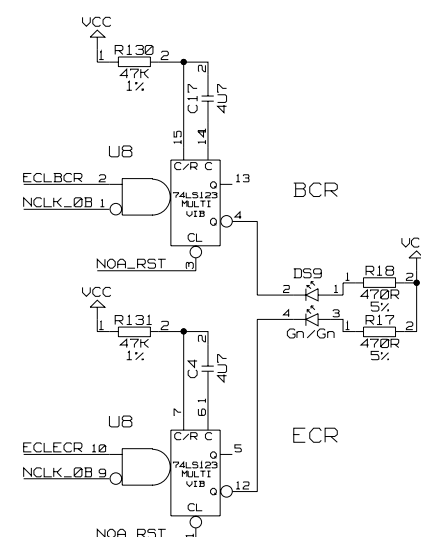 VCC
1 R130 2
47K
1%
2
C17
4U7
15
14
U8
C/R C
ECLBCR 2
NCLK_0B 1
Q 13
74LS123
MULTI
VIB
Q 4
CL
3
NOA_RST
BCR
VC
DS9
2 1
1 R18 2
470R
5%
4 3
Gn/Gn
1 R17 2
470R
5%
VCC
1 R131 2
47K
1%
2
C4
4U7
7
6 1
U8
C/R C
ECLECR 10
NCLK_0B 9
Q 5
74LS123
MULTI
VIB
Q 12
CL
1
NOA_RST
ECR